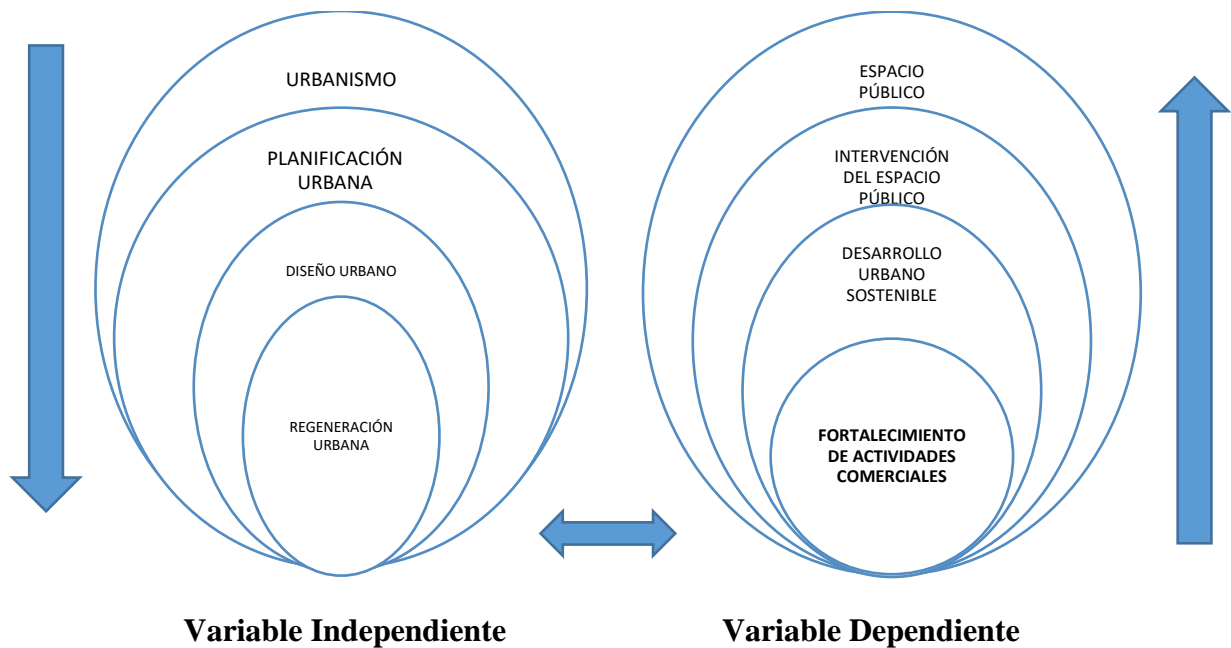 URBANISMO
PLANIFICACIÓN
URBANA
DISEÑO URBANO
REGENERACIÓN
URBANA
ESPACIO
PÚBLICO
INTERVENCIÓN
DEL ESPACIO
PÚBLICO
DESARROLLO
URBANO
SOSTENIBLE
FORTALECIMIENTO
DE ACTIVIDADES
COMERCIALES
Variable Independiente
Variable Dependiente